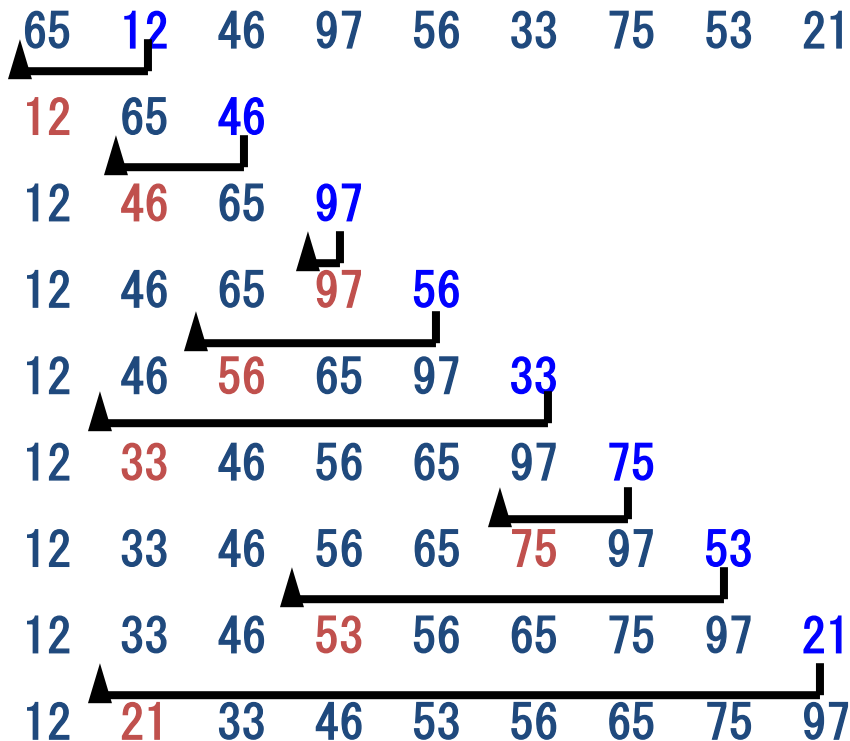 65 12 46 97 56 33 75 53 21
12 65 46
12 46 65 97
12 46 65 97 56
12 46 56 65 97 33
12 33 46 56 65 97 75
12 33 46 56 65 75 97 53
12 33 46 53 56 65 75 97 21
12 21 33 46 53 56 65 75 97